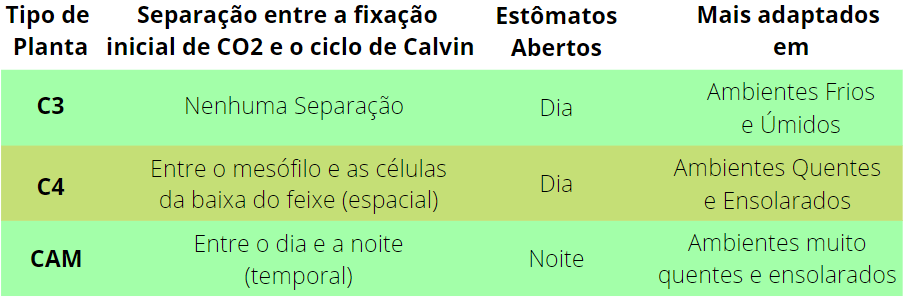 Tipo de Planta
Separação entre a fixação
inicial de CO2 e o ciclo de Calvin
Estômatos
Abertos
Mais adaptados
em
C3
Nenhuma Separação
Dia
Ambientes Frios
e Úmidos
C4
Entre o mesófilo e as células
da baixa do feixe (espacial)
Dia
Ambientes Quentes
e Ensolarados
CAM
Entre o dia e a noite
(temporal)
Noite
Ambientes muito
quentes e ensolarados